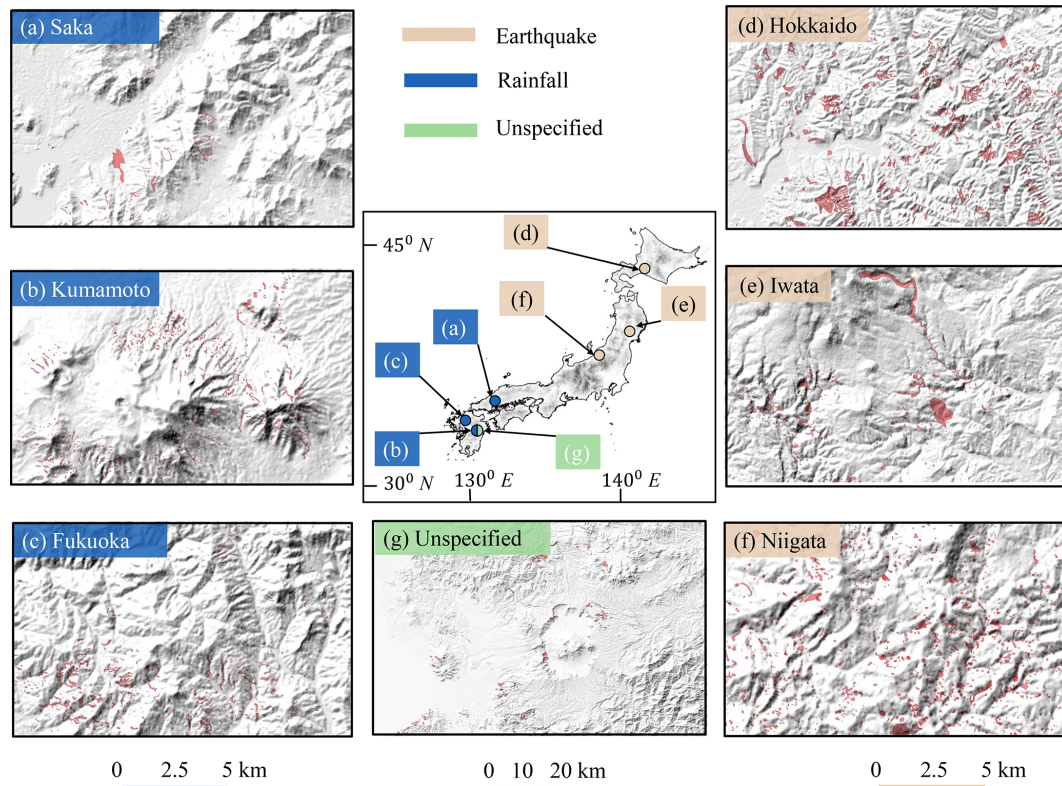 (a) Saka
Earthquake
Rainfall
Unspecified
(d) Hokkaido
(b) Kumamoto
45⁰ N
(d)
(f)
(e)
(a)
(c)
(b)
(g)
30⁰ N
130⁰ E
140⁰ E
(e) Iwata
(c) Fukuoka
(g) Unspecified
(f) Niigata
0 2.5 5 km
0 10 20 km
0 2.5 5 km